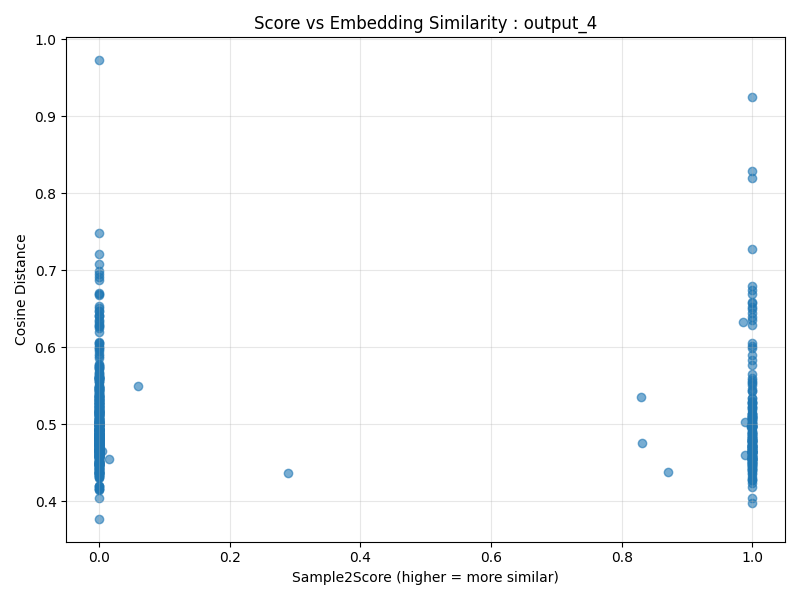 Score vs Embedding Similarity : output_4
Cosine Distance
1.0
0.9
0.8
0.7
0.6
0.5
0.4
0.0 0.2 0.4 0.6 0.8 1.0
Sample2Score (higher = more similar)